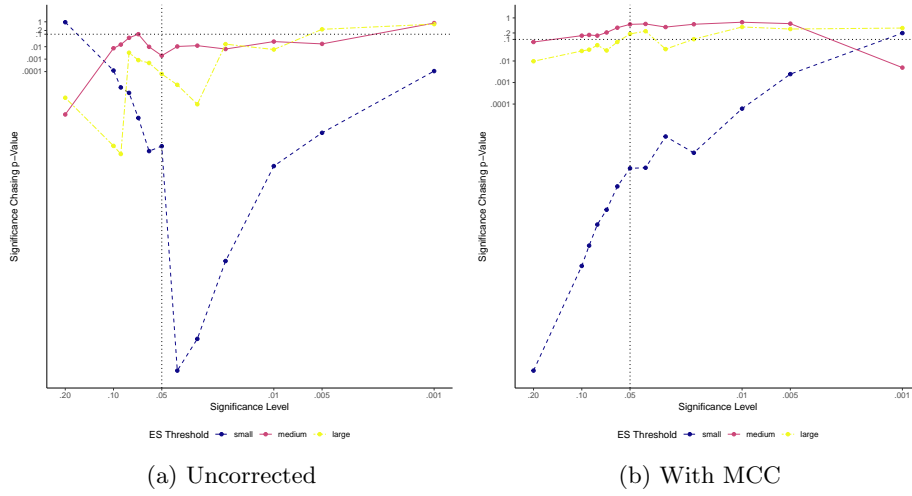 1
.2
.1
.01
.001
.0001
Significance Chasing p-Value
.20
.10
.05
.01
.005
.001
Significance Level
ES Threshold
small
medium
large
(a) Uncorrected
1
.2
.1
.01
.001
.0001
Significance Chasing p-Value
.20
.10
.05
.01
.005
.001
Significance Level
ES Threshold
small
medium
large
(b) With MCC